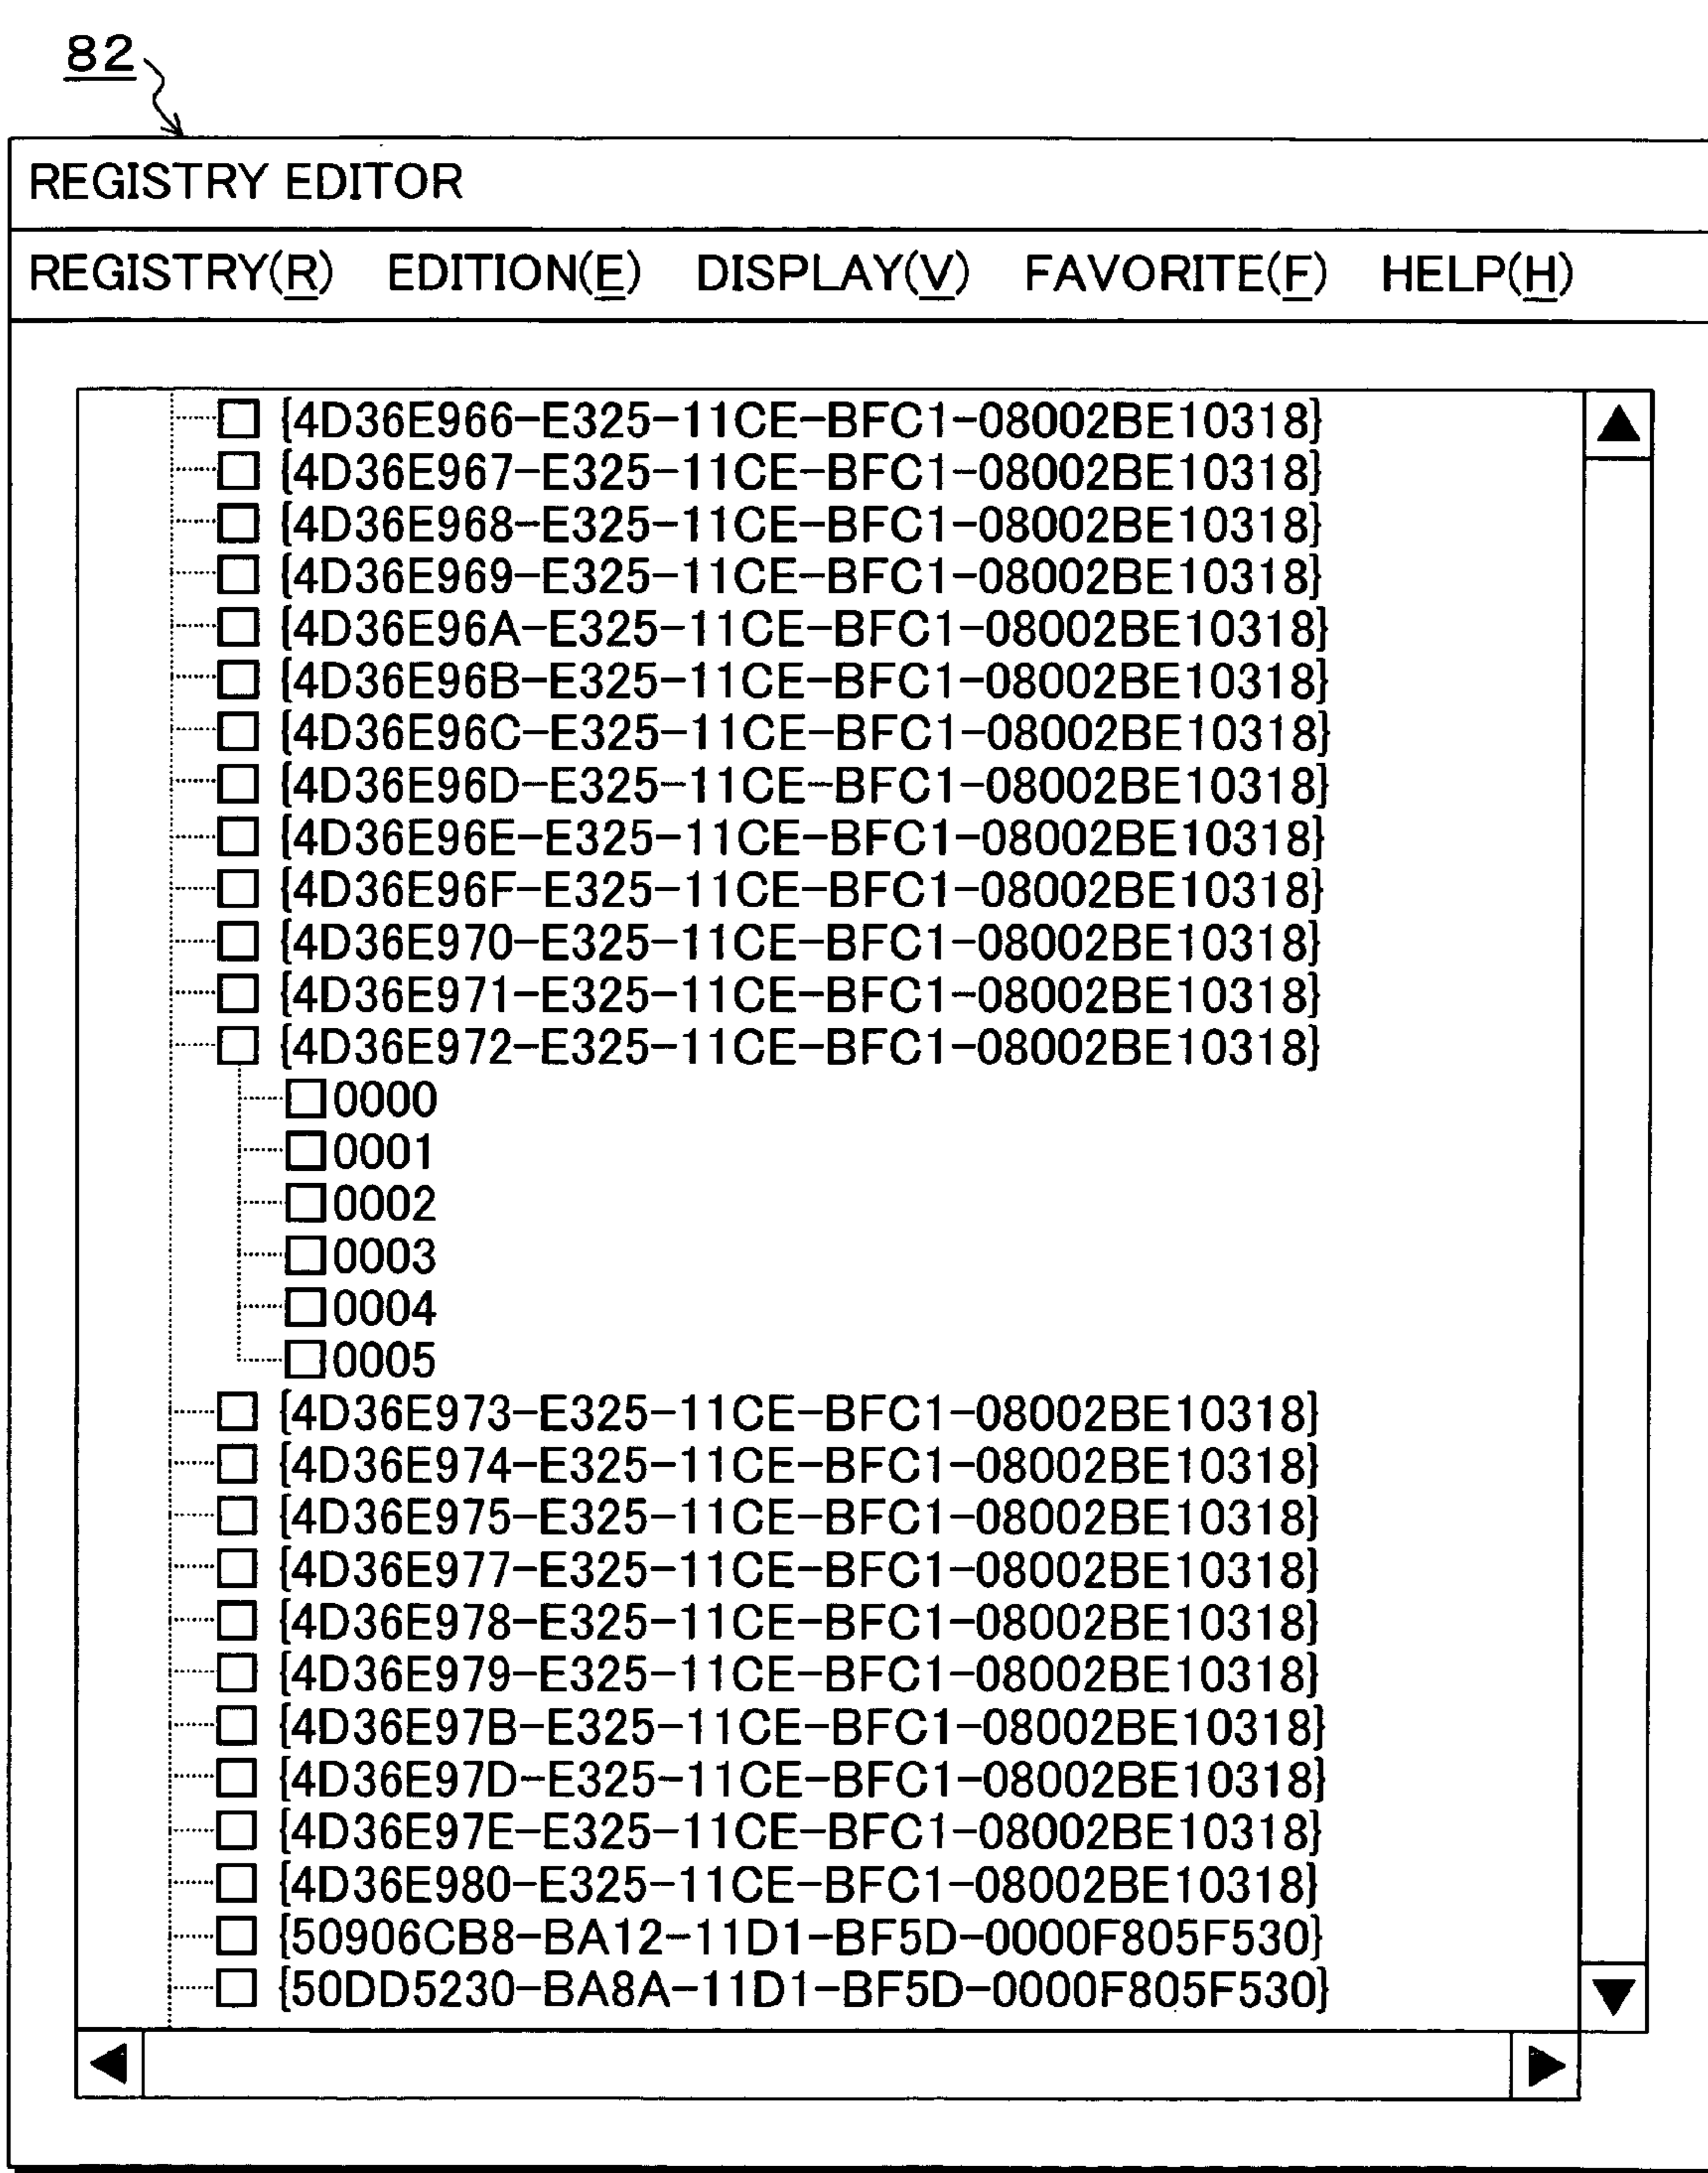 82
REGISTRY EDITOR
REGISTRY(R) EDITION(E) DISPLAY(V) FAVORITE(F) HELP(H)
{4D36E966-E325-11CE-BFC1-08002BE10318}
{4D36E967-E325-11CE-BFC1-08002BE10318}
{4D36E968-E325-11CE-BFC1-08002BE10318}
{4D36E969-E325-11CE-BFC1-08002BE10318}
{4D36E96A-E325-11CE-BFC1-08002BE10318}
{4D36E96B-E325-11CE-BFC1-08002BE10318}
{4D36E96C-E325-11CE-BFC1-08002BE10318}
{4D36E96D-E325-11CE-BFC1-08002BE10318}
{4D36E96E-E325-11CE-BFC1-08002BE10318}
{4D36E96F-E325-11CE-BFC1-08002BE10318}
{4D36E970-E325-11CE-BFC1-08002BE10318}
{4D36E971-E325-11CE-BFC1-08002BE10318}
{4D36E972-E325-11CE-BFC1-08002BE10318}
0000
0001
0002
0003
0004
0005
{4D36E973-E325-11CE-BFC1-08002BE10318}
{4D36E974-E325-11CE-BFC1-08002BE10318}
{4D36E975-E325-11CE-BFC1-08002BE10318}
{4D36E977-E325-11CE-BFC1-08002BE10318}
{4D36E978-E325-11CE-BFC1-08002BE10318}
{4D36E979-E325-11CE-BFC1-08002BE10318}
{4D36E97B-E325-11CE-BFC1-08002BE10318}
{4D36E97D-E325-11CE-BFC1-08002BE10318}
{4D36E97E-E325-11CE-BFC1-08002BE10318}
{4D36E980-E325-11CE-BFC1-08002BE10318}
{50906CB8-BA12-11D1-BF5D-0000F805F530}
{50DD5230-BA8A-11D1-BF5D-0000F805F530}